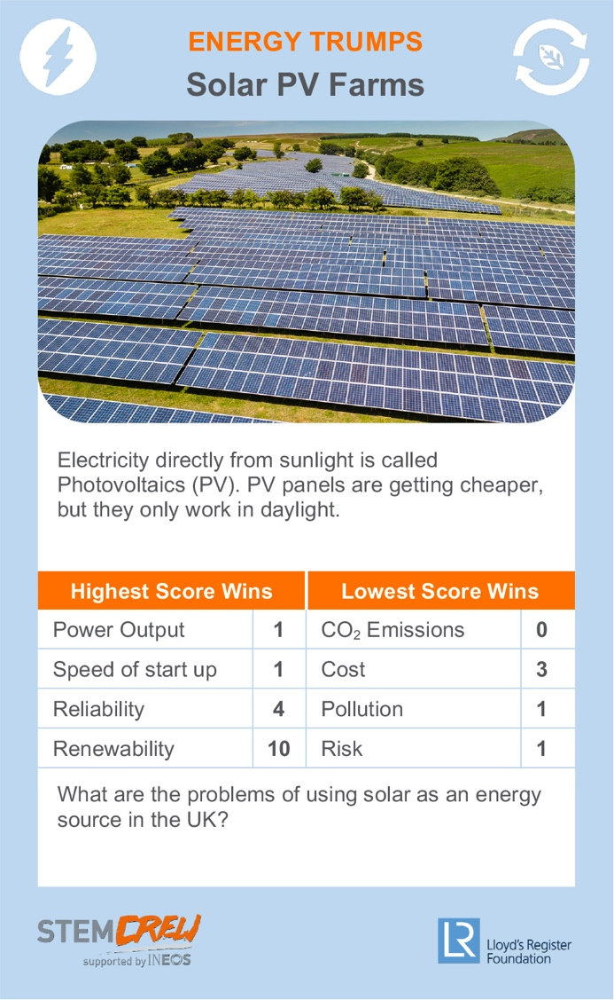 ENERGY TRUMPS
Solar PV Farms
Electricity directly from sunlight is called
Photovoltaics (PV). PV panels are getting cheaper,
but they only work in daylight.
Highest Score Wins
Lowest Score Wins
Power Output 1 CO₂ Emissions 0
Speed of start up 1 Cost 3
Reliability 4 Pollution 1
Renewability 10 Risk 1
What are the problems of using solar as an energy
source in the UK?
STEM CREW
supported by INEOS
LR
Lloyd's Register
Foundation